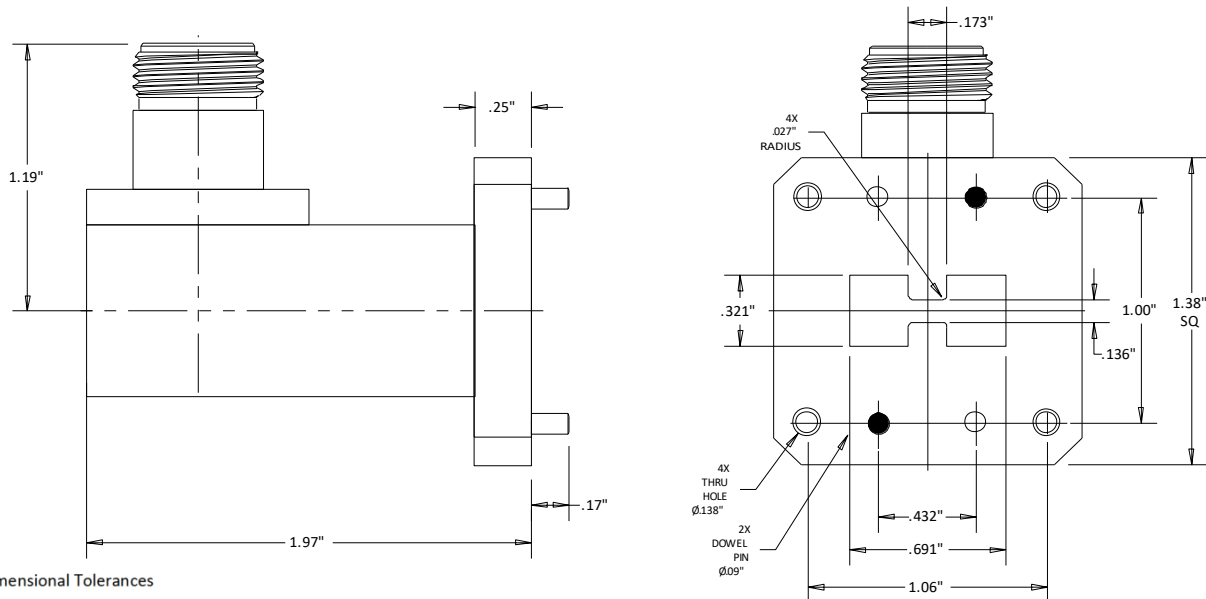 .173"
.25"
4X
.027"
RADIUS
1.19"
.321"
1.00"
1.38"
SQ
.136"
4X
THRU
HOLE
Ø.138"
.17"
.432"
2X
DOWEL
PIN
Ø.09"
1.97"
.691"
1.06"
mensional Tolerances